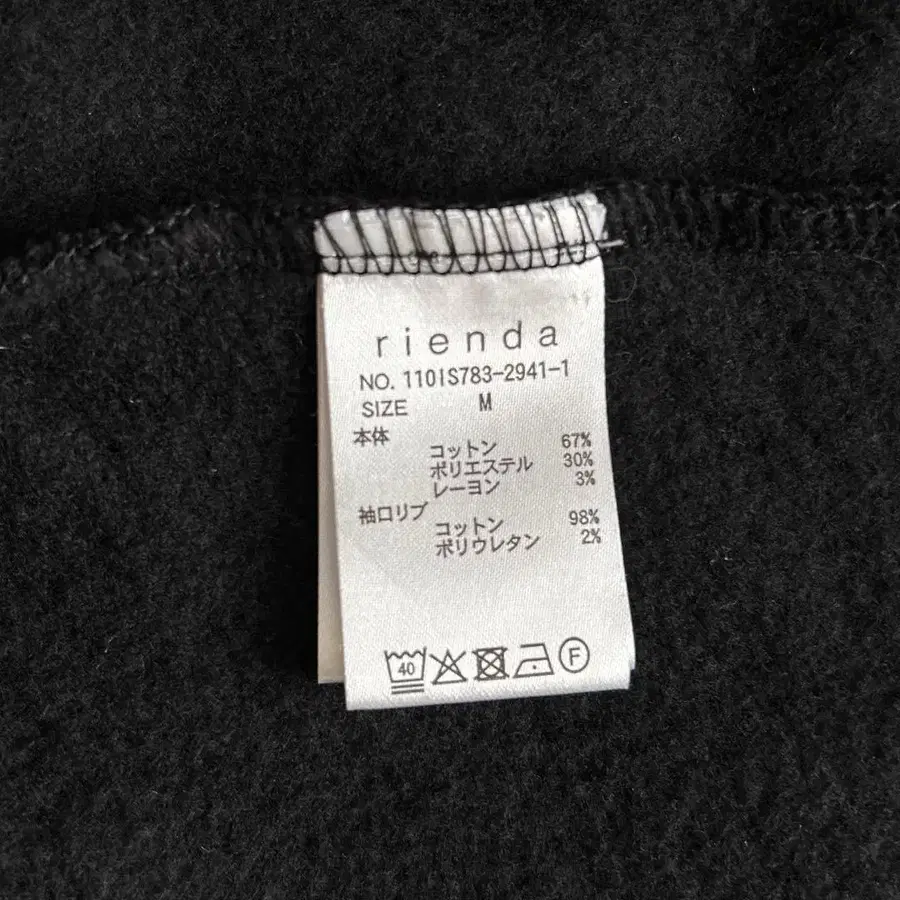 rienda
NO. 110IS783-2941-1
SIZE M
本体
コットン 67%
ポリエステル 30%
レーヨン 3%
袖口リブ
コットン 98%
ポリウレタン 2%
40 F